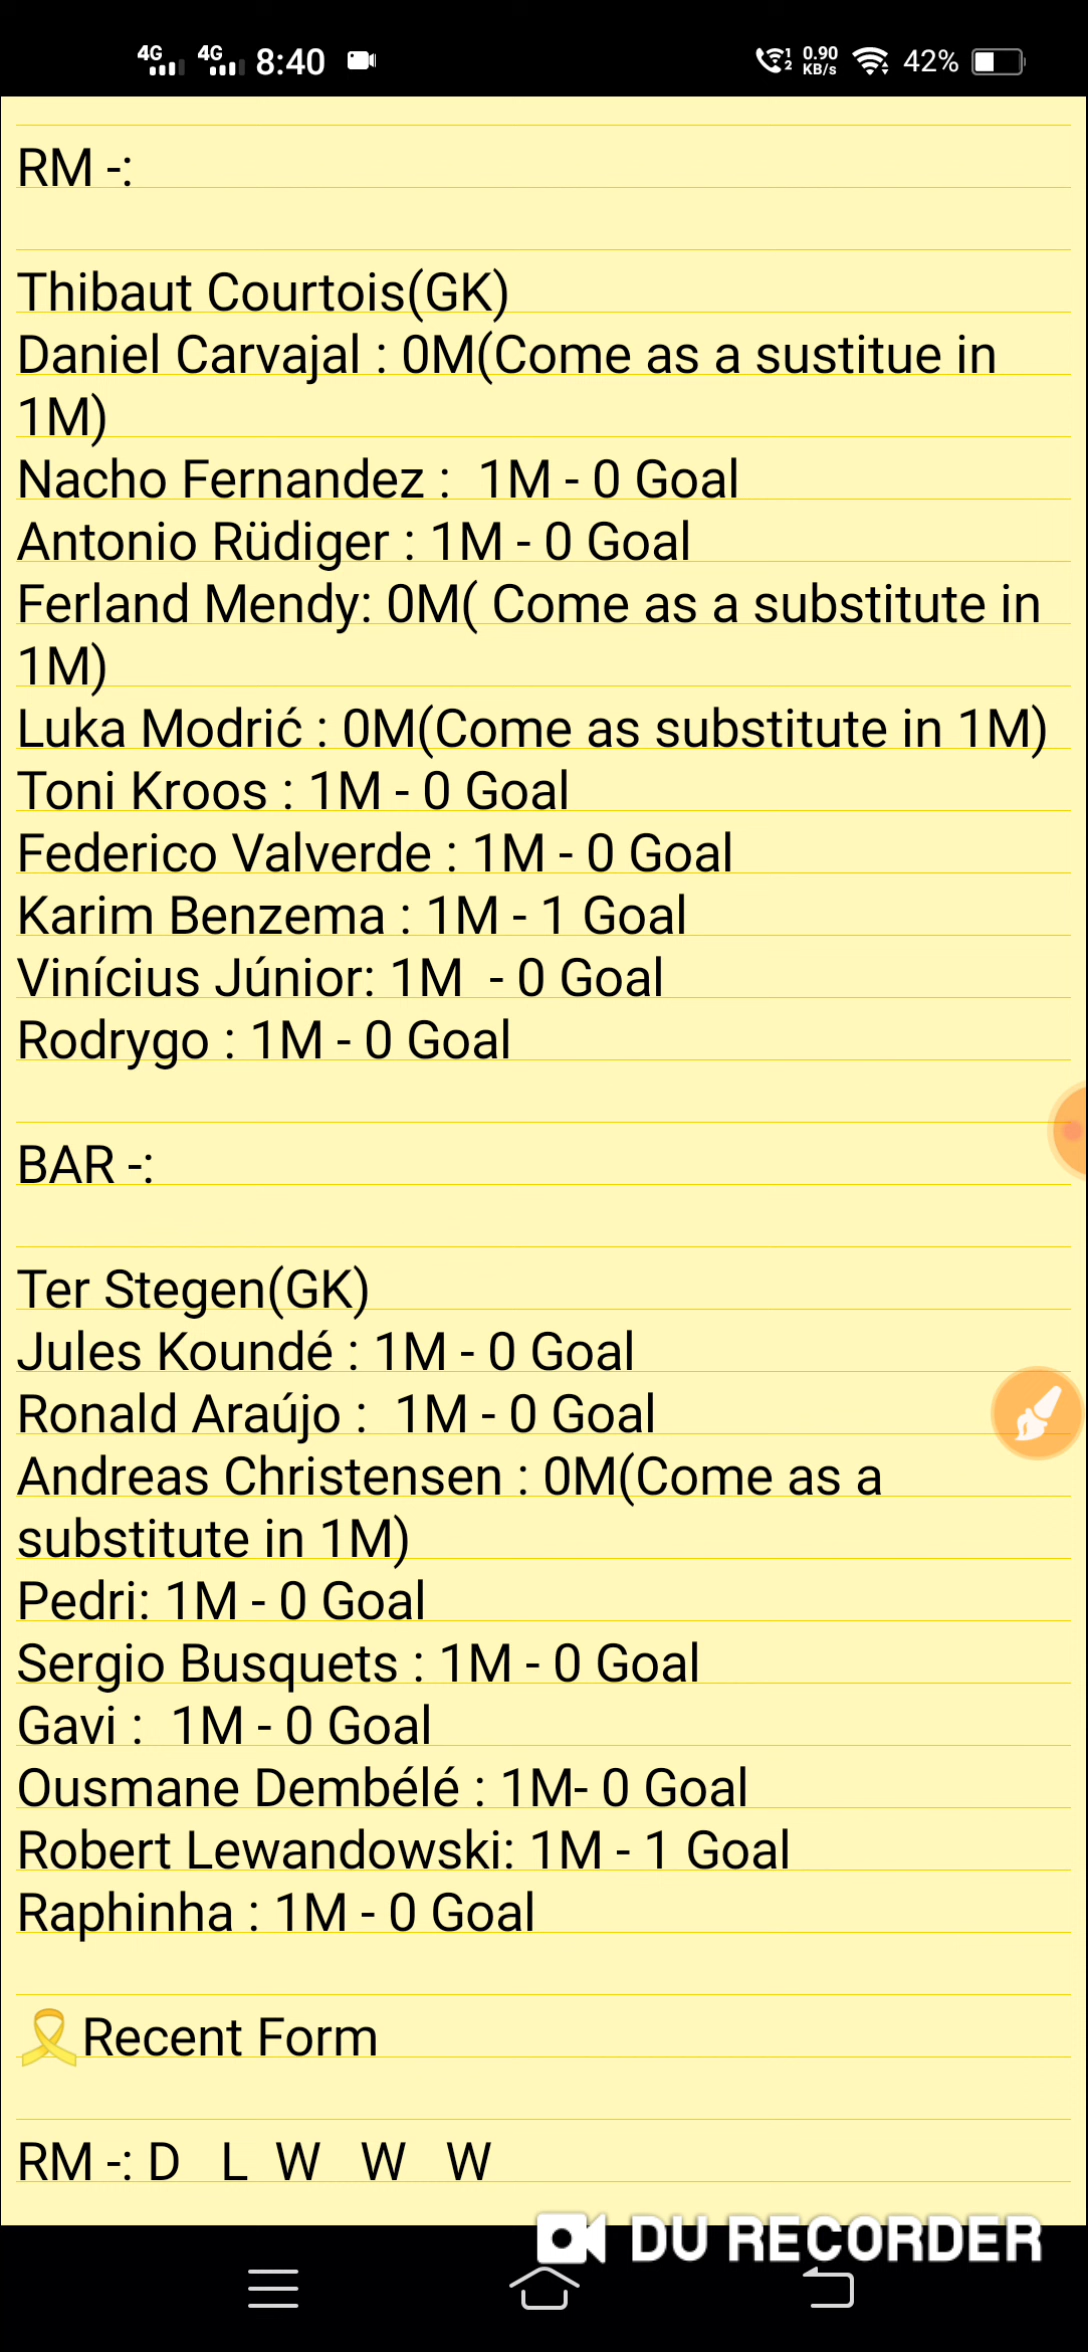 4G 4G 8:40 1 2 0.90 KB/s 42%
RM -:
Thibaut Courtois(GK)
Daniel Carvajal : 0M(Come as a sustitue in
1M)
Nacho Fernandez :  1M - 0 Goal
Antonio Rüdiger : 1M - 0 Goal
Ferland Mendy: 0M( Come as a substitute in
1M)
Luka Modrić : 0M(Come as substitute in 1M)
Toni Kroos : 1M - 0 Goal
Federico Valverde : 1M - 0 Goal
Karim Benzema : 1M - 1 Goal
Vinícius Júnior: 1M  - 0 Goal
Rodrygo : 1M - 0 Goal
BAR -:
Ter Stegen(GK)
Jules Koundé : 1M - 0 Goal
Ronald Araújo :  1M - 0 Goal
Andreas Christensen : 0M(Come as a
substitute in 1M)
Pedri: 1M - 0 Goal
Sergio Busquets : 1M - 0 Goal
Gavi :  1M - 0 Goal
Ousmane Dembélé : 1M- 0 Goal
Robert Lewandowski: 1M - 1 Goal
Raphinha : 1M - 0 Goal
🎗Recent Form
RM -: D   L  W   W   W
DU RECORDER